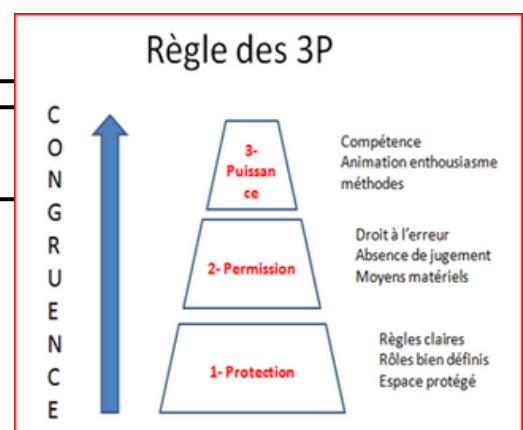 Règle des 3P
C
O
N
G
R
U
E
N
C
E
3-
Puissan
ce
Compétence
Animation enthousiasme
méthodes
2- Permission
Droit à l'erreur
Absence de jugement
Moyens matériels
1- Protection
Règles claires
Rôles bien définis
Espace protégé